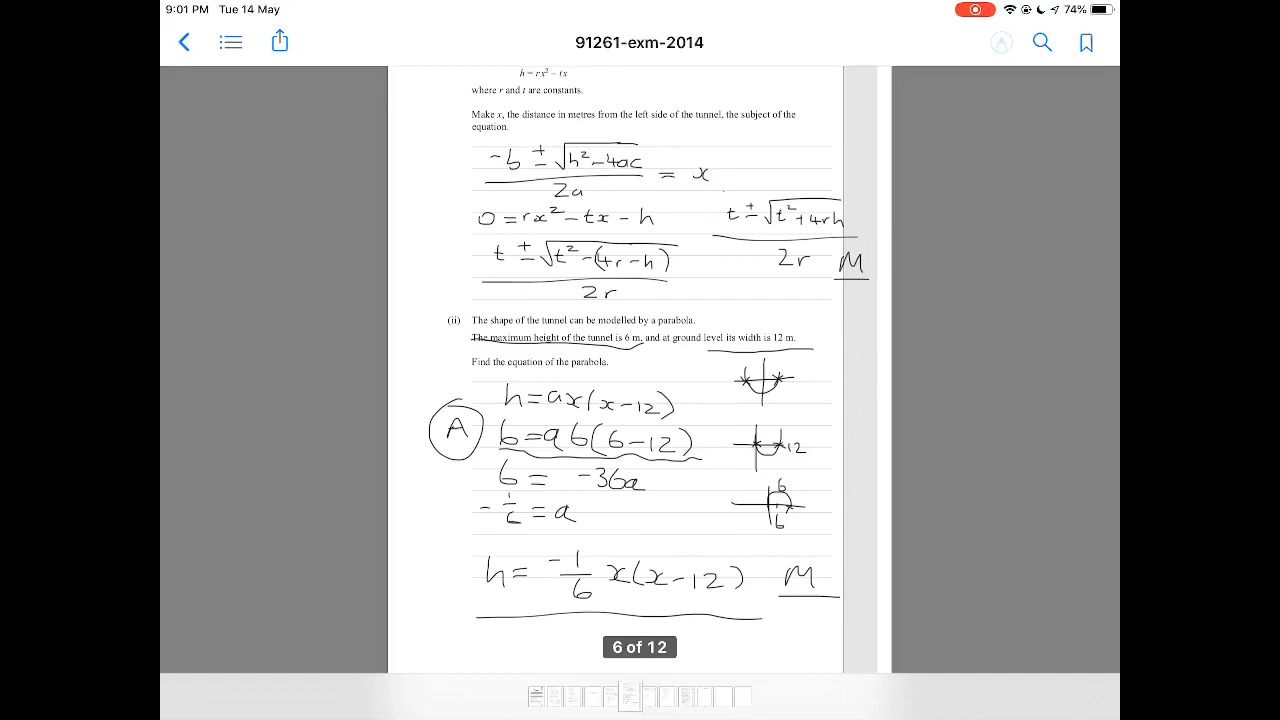 9:01 PM Tue 14 May
74%
91261-exm-2014
h = rx² – tx
where r and t are constants.
Make x, the distance in metres from the left side of the tunnel, the subject of the
equation.
(-b ± √(b² - 4ac))/2a = x
0 = rx² - tx - h
(t ± √(t² - (4r - h)))/2r
(t ± √(t² + 4rh))/2r M
(ii) The shape of the tunnel can be modelled by a parabola.
The maximum height of the tunnel is 6 m, and at ground level its width is 12 m.
Find the equation of the parabola.
h = ax(x - 12)
A
6 = a6(6 - 12)
12
6 = -36a
6
6
-1/6 = a
h = -1/6 x(x - 12) M
6 of 12